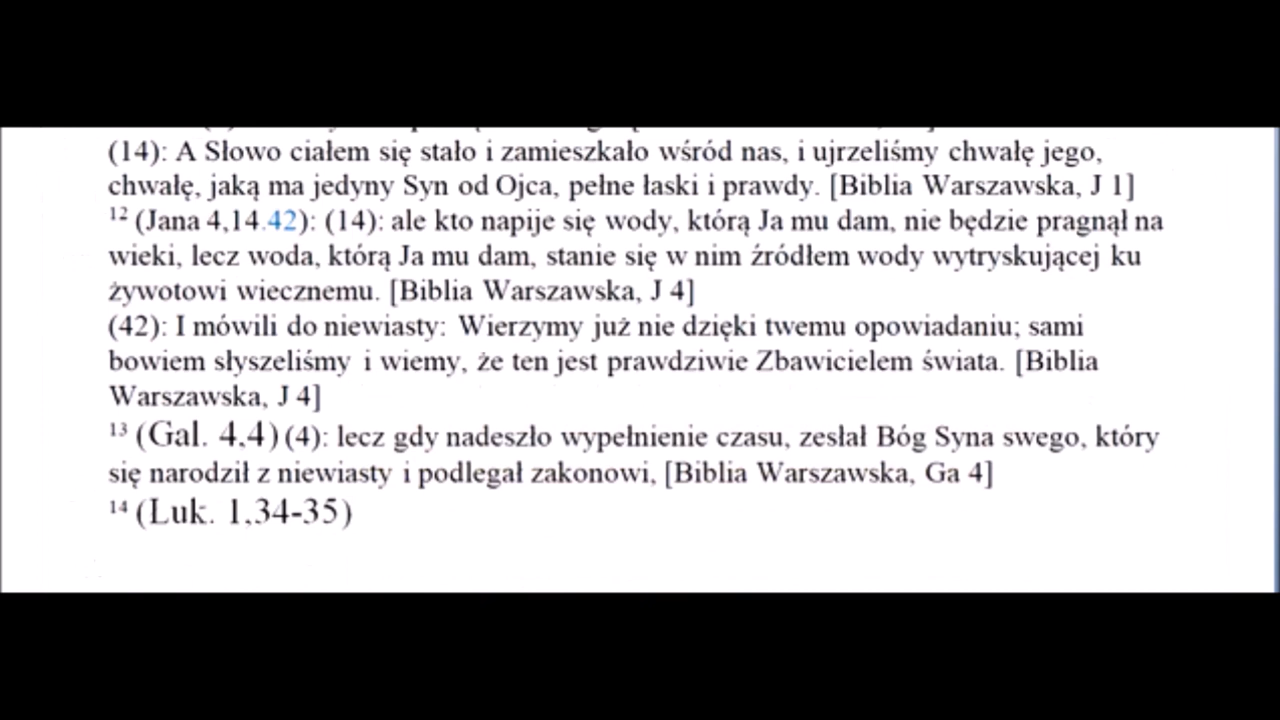 (14): A Słowo ciałem się stało i zamieszkało wśród nas, i ujrzeliśmy chwałę jego,
chwałę, jaką ma jedyny Syn od Ojca, pełne łaski i prawdy. [Biblia Warszawska, J 1]
¹² (Jana 4,14.42): (14): ale kto napije się wody, którą Ja mu dam, nie będzie pragnął na
wieki, lecz woda, którą Ja mu dam, stanie się w nim źródłem wody wytryskującej ku
żywotowi wiecznemu. [Biblia Warszawska, J 4]
(42): I mówili do niewiasty: Wierzymy już nie dzięki twemu opowiadaniu; sami
bowiem słyszeliśmy i wiemy, że ten jest prawdziwie Zbawicielem świata. [Biblia
Warszawska, J 4]
¹³ (Gal. 4,4) (4): lecz gdy nadeszło wypełnienie czasu, zesłał Bóg Syna swego, który
się narodził z niewiasty i podlegał zakonowi, [Biblia Warszawska, Ga 4]
¹⁴ (Luk. 1,34-35)